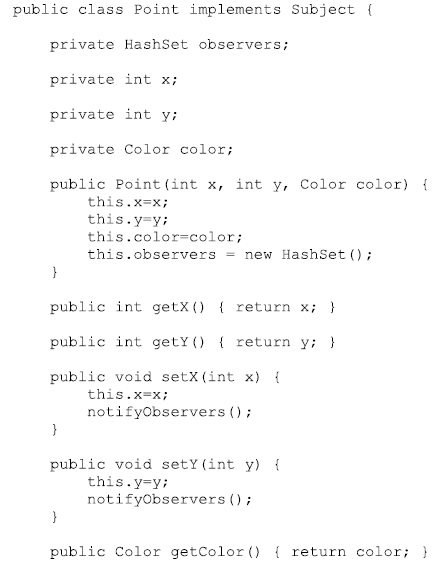 public class Point implements Subject {
private HashSet observers;
private int x;
private int y;
private Color color;
public Point(int x, int y, Color color) {
this.x=x;
this.y=y;
this.color=color;
this.observers = new HashSet();
}
public int getX() { return x; }
public int getY() { return y; }
public void setX(int x) {
this.x=x;
notifyObservers();
}
public void setY(int y) {
this.y=y;
notifyObservers();
}
public Color getColor() { return color; }